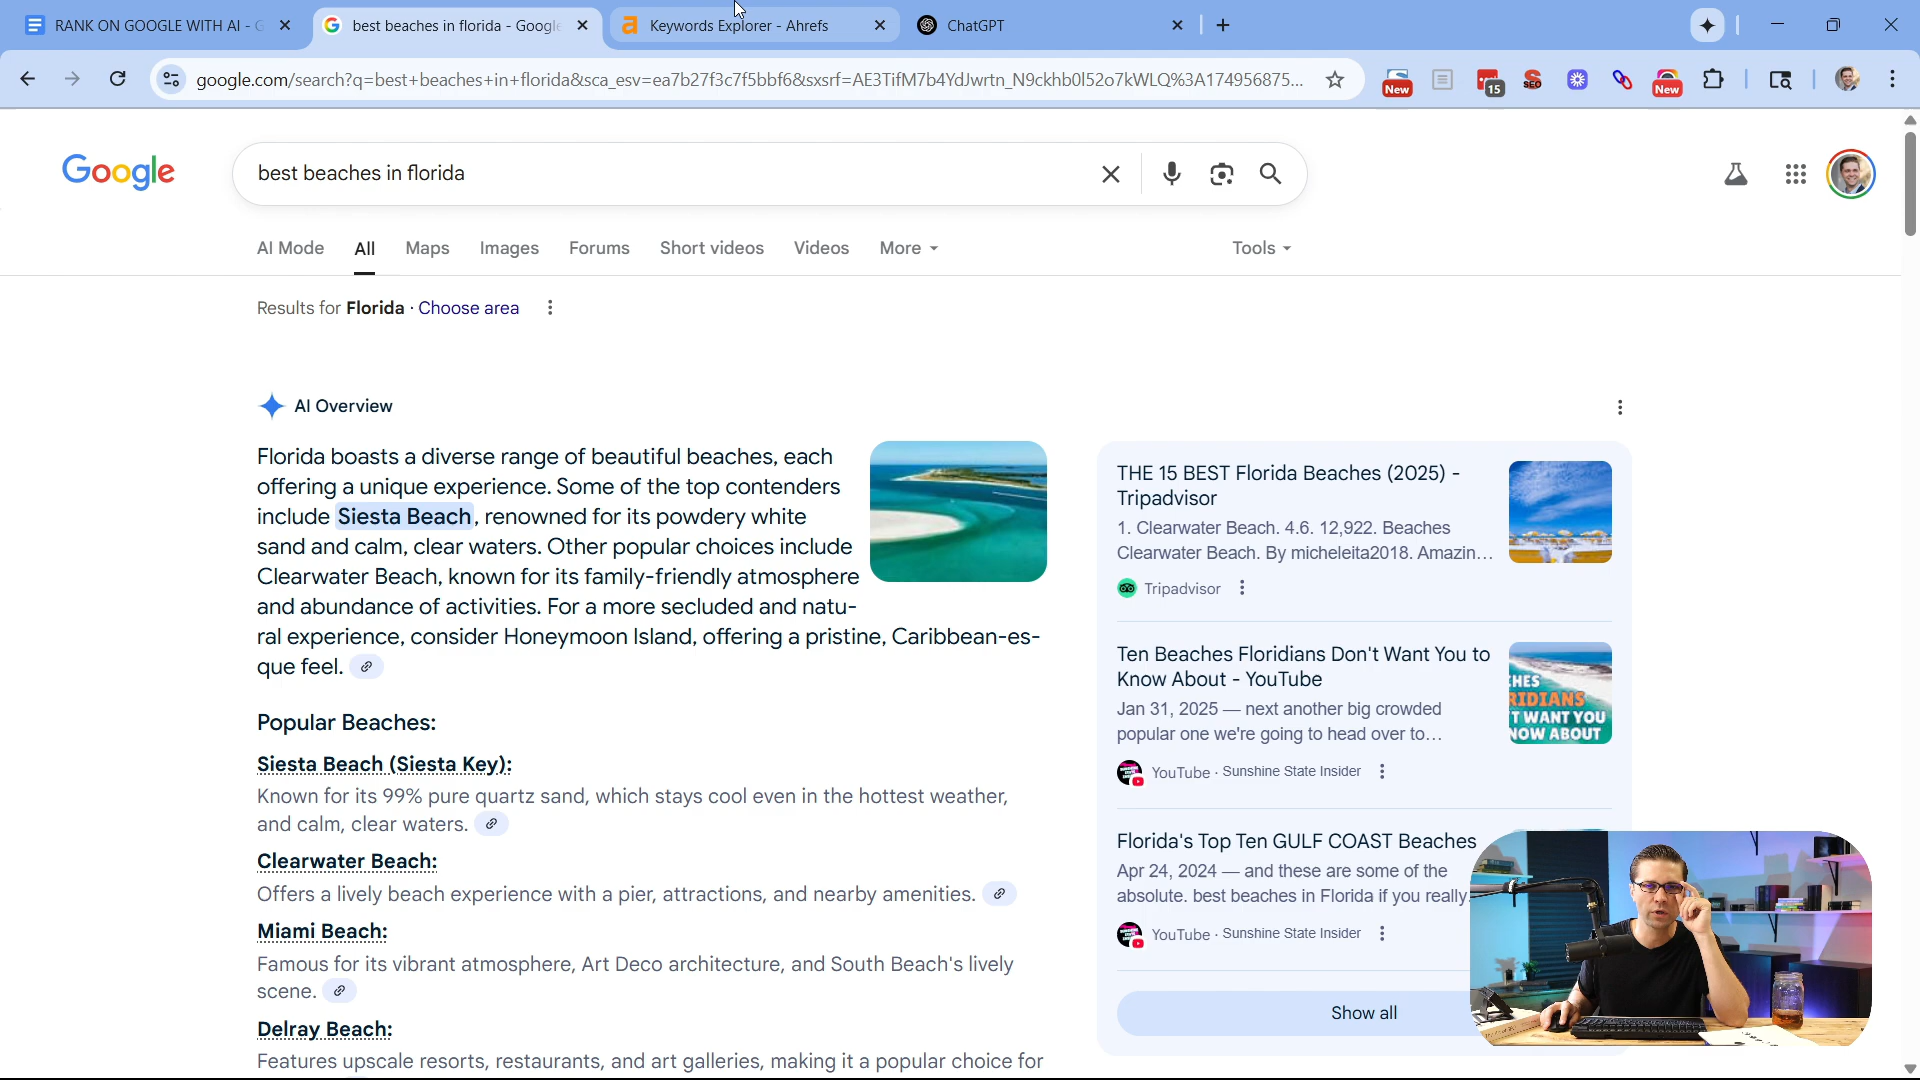 RANK ON GOOGLE WITH AI - G
best beaches in florida - Google
Keywords Explorer - Ahrefs
ChatGPT
google.com/search?q=best+beaches+in+florida&sca_esv=ea7b27f3c7f5bbf6&sxsrf=AE3TifM7b4YdJwrtn_N9ckhb0l52o7kWLQ%3A174956875...
New
15
SEO
New
Google
best beaches in florida
AI Mode
All
Maps
Images
Forums
Short videos
Videos
More
Tools
Results for Florida · Choose area
AI Overview
Florida boasts a diverse range of beautiful beaches, each
offering a unique experience. Some of the top contenders
include Siesta Beach, renowned for its powdery white
sand and calm, clear waters. Other popular choices include
Clearwater Beach, known for its family-friendly atmosphere
and abundance of activities. For a more secluded and natu-
ral experience, consider Honeymoon Island, offering a pristine, Caribbean-es-
que feel.
Popular Beaches:
Siesta Beach (Siesta Key):
Known for its 99% pure quartz sand, which stays cool even in the hottest weather,
and calm, clear waters.
Clearwater Beach:
Offers a lively beach experience with a pier, attractions, and nearby amenities.
Miami Beach:
Famous for its vibrant atmosphere, Art Deco architecture, and South Beach's lively
scene.
Delray Beach:
Features upscale resorts, restaurants, and art galleries, making it a popular choice for
THE 15 BEST Florida Beaches (2025) -
Tripadvisor
1. Clearwater Beach. 4.6. 12,922. Beaches
Clearwater Beach. By micheleita2018. Amazin...
Tripadvisor
Ten Beaches Floridians Don't Want You to
Know About - YouTube
Jan 31, 2025 — next another big crowded
popular one we're going to head over to...
YouTube · Sunshine State Insider
HES
RIDIANS
T WANT YOU
NOW ABOUT
Florida's Top Ten GULF COAST Beaches
Apr 24, 2024 — and these are some of the
absolute. best beaches in Florida if you really
YouTube · Sunshine State Insider
Show all